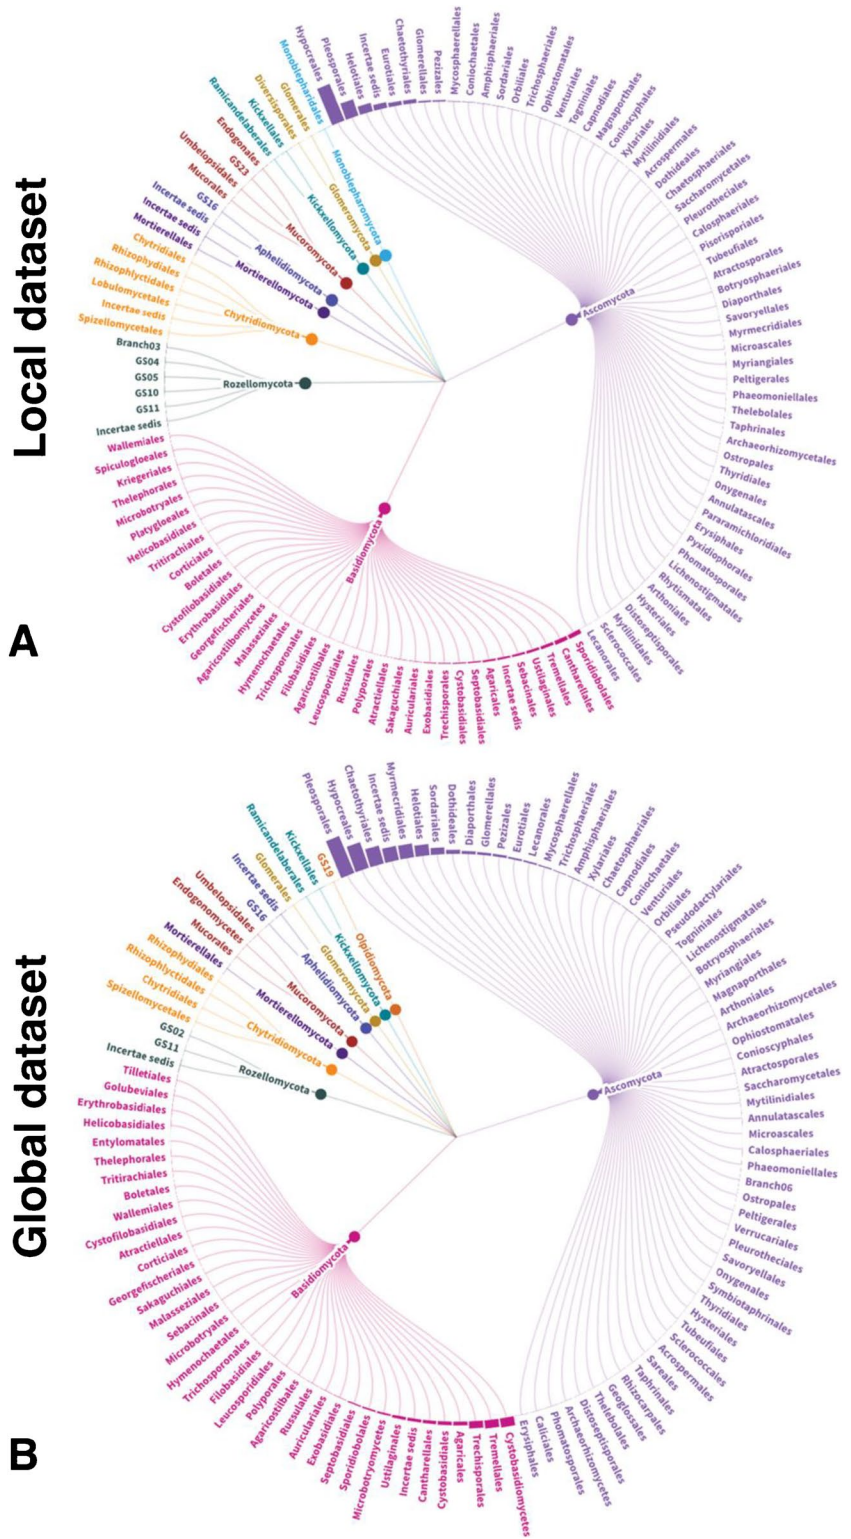 Local dataset
A
Hypocreales
Pleosporales
Helotiales
Incertae sedis
Eurotiales
Chaetothyriales
Glomerellales
Pezizales
Mycosphaerellales
Coniochaetales
Amphisphaeriales
Sordariales
Orbiliales
Trichosphaeriales
Ophiostomatales
Venturiales
Togniniales
Capnodiales
Magnaporthales
Conioscyphales
Xylariales
Mytilinidiales
Acrospermales
Dothideales
Chaetosphaeriales
Saccharomycetales
Pleurotheciales
Calosphaeriales
Pisorisporiales
Tubeufiales
Atractosporales
Botryosphaeriales
Diaporthales
Savoryellales
Myrmecridiales
Microascales
Myriangiales
Peltigerales
Phaeomoniellales
Thelebolales
Taphrinales
Archaeorhizomycetales
Ostropales
Thyridiales
Onygenales
Annulatascales
Pararamichloridiales
Erysiphales
Pyxidiophorales
Phomatosporales
Lichenostigmatales
Rhytismatales
Arthoniales
Hysteriales
Distoseptisporales
Mytilinidales
Sclerococcales
Lecanorales
Sporidiobolales
Cantharellales
Tremellales
Ustilaginales
Sebacinales
Incertae sedis
Agaricales
Septobasidiales
Cystobasidiales
Trechisporales
Exobasidiales
Auriculariales
Sakaguchiales
Atractiellales
Polyporales
Russulales
Leucosporidiales
Agaricostilbales
Filobasidiales
Trichosporonales
Hymenochaetales
Malasseziales
Agaricostilbomycetes
Georgefischeriales
Erythrobasidiales
Cystofilobasidiales
Boletales
Corticiales
Tritirachiales
Helicobasidiales
Platygloeales
Microbotryales
Thelephorales
Kriegeriales
Spiculogloeales
Wallemiales
Incertae sedis
GS11
GS10
GS05
GS04
Branch03
Spizellomycetales
Incertae sedis
Lobulomycetales
Rhizophlyctidales
Rhizophydiales
Chytridiales
Mortierellales
Incertae sedis
Incertae sedis
GS16
Mucorales
Umbelopsidales
GS23
Endogonales
Ramicandelaberales
Kickxellales
Diversisporales
Glomerales
Monoblepharidales
Monoblepharomycota
Glomeromycota
Kickxellomycota
Mucoromycota
Aphelidiomycota
Mortierellomycota
Chytridiomycota
Rozellomycota
Basidiomycota
Ascomycota
Global dataset
B
Pleosporales
Hypocreales
Chaetothyriales
Incertae sedis
Myrmecridiales
Helotiales
Sordariales
Dothideales
Diaporthales
Glomerellales
Pezizales
Eurotiales
Lecanorales
Mycosphaerellales
Trichosphaeriales
Amphisphaeriales
Xylariales
Chaetosphaeriales
Capnodiales
Coniochaetales
Venturiales
Orbiliales
Pseudodactylariales
Togniniales
Lichenostigmatales
Botryosphaeriales
Myriangiales
Magnaporthales
Arthoniales
Archaeorhizomycetales
Ophiostomatales
Conioscyphales
Atractosporales
Saccharomycetales
Mytilinidiales
Annulatascales
Microascales
Calosphaeriales
Phaeomoniellales
Branch06
Ostropales
Peltigerales
Verrucariales
Pleurotheciales
Savoryellales
Onygenales
Symbiotaphrinales
Thyridiales
Hysteriales
Tubeufiales
Sclerococcales
Acrospermales
Sareales
Taphrinales
Rhizocarpales
Geoglossales
Thelebolales
Distoseptisporales
Archaeorhizomycetes
Phomatosporales
Caliciales
Erysiphales
Cystobasidiomycetes
Tremellales
Trechisporales
Agaricales
Cystobasidiales
Cantharellales
Incertae sedis
Ustilaginales
Microbotryomycetes
Sporidiobolales
Septobasidiales
Exobasidiales
Auriculariales
Russulales
Agaricostilbales
Polyporales
Leucosporidiales
Filobasidiales
Trichosporonales
Hymenochaetales
Microbotryales
Sebacinales
Malasseziales
Sakaguchiales
Georgefischeriales
Corticiales
Atractiellales
Cystofilobasidiales
Wallemiales
Boletales
Tritirachiales
Thelephorales
Entylomatales
Helicobasidiales
Erythrobasidiales
Golubeviales
Tilletiales
Incertae sedis
GS11
GS02
Spizellomycetales
Chytridiales
Rhizophlyctidales
Rhizophydiales
Mortierellales
Mucorales
Endogonomycetes
Umbelopsidales
GS16
Incertae sedis
Glomerales
Ramicandelaberales
Kickxellales
GS19
Olpidiomycota
Kickxellomycota
Glomeromycota
Aphelidiomycota
Mucoromycota
Mortierellomycota
Chytridiomycota
Rozellomycota
Basidiomycota
Ascomycota